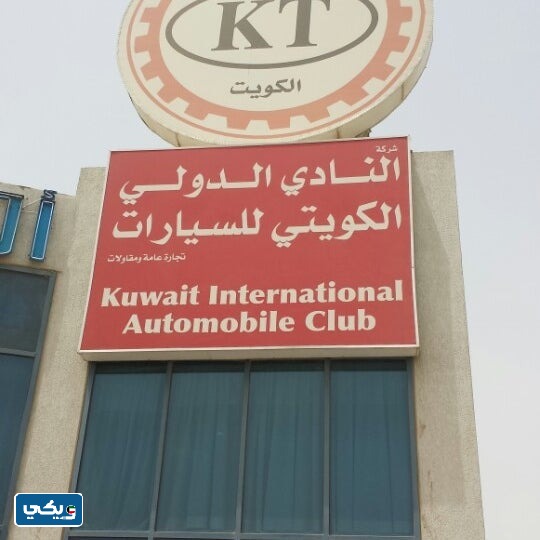 KT
الكويت
شركة
النادي الدولي
الكويتي للسيارات
تجارة عامة ومقاولات
Kuwait International
Automobile Club
ويكي